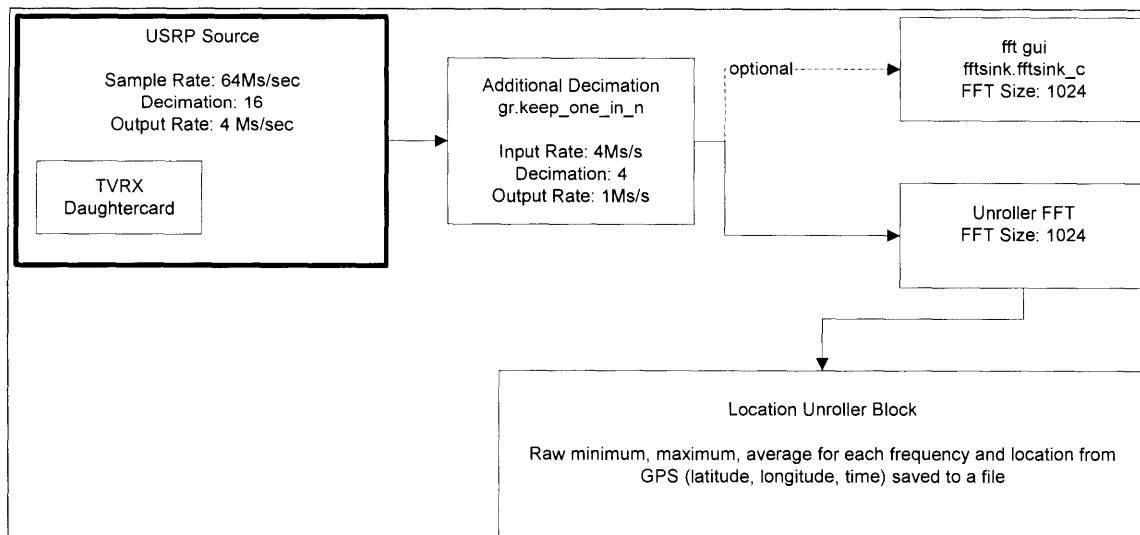 USRP Source
Sample Rate: 64Ms/sec
Decimation: 16
Output Rate: 4 Ms/sec
TVRX
Daughtercard
Additional Decimation
gr.keep_one_in_n
Input Rate: 4Ms/s
Decimation: 4
Output Rate: 1Ms/s
optional
fft gui
fftsink.fftsink_c
FFT Size: 1024
Unroller FFT
FFT Size: 1024
Location Unroller Block
Raw minimum, maximum, average for each frequency and location from
GPS (latitude, longitude, time) saved to a file